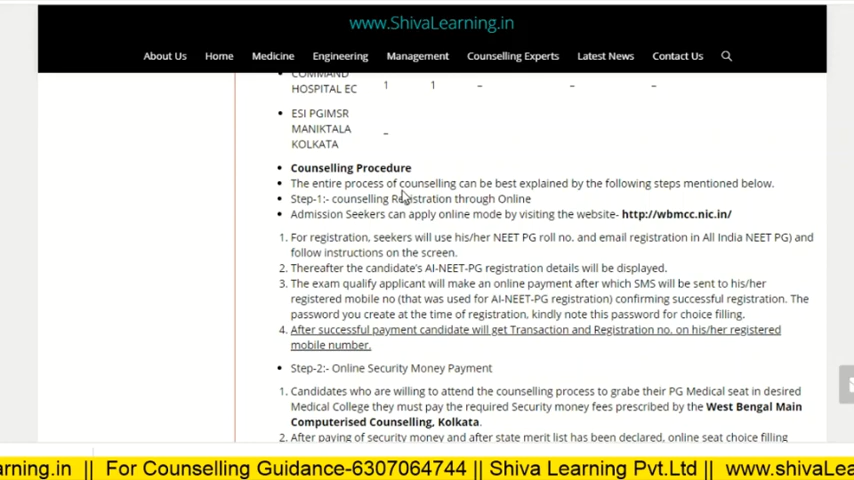 www.ShivaLearning.in
About Us Home Medicine Engineering Management Counselling Experts Latest News Contact Us
COMMAND
HOSPITAL EC 1 1 – – –
ESI PGIMSR
MANIKTALA
KOLKATA –
Counselling Procedure
The entire process of counselling can be best explained by the following steps mentioned below.
Step-1:- counselling Registration through Online
Admission Seekers can apply online mode by visiting the website- http://wbmcc.nic.in/
1. For registration, seekers will use his/her NEET PG roll no. and email registration in All India NEET PG) and
follow instructions on the screen.
2. Thereafter the candidate's AI-NEET-PG registration details will be displayed.
3. The exam qualify applicant will make an online payment after which SMS will be sent to his/her
registered mobile no (that was used for AI-NEET-PG registration) confirming successful registration. The
password you create at the time of registration, kindly note this password for choice filling.
4. After successful payment candidate will get Transaction and Registration no. on his/her registered
mobile number.
Step-2:- Online Security Money Payment
1. Candidates who are willing to attend the counselling process to grabe their PG Medical seat in desired
Medical College they must pay the required Security money fees prescribed by the West Bengal Main
Computerised Counselling, Kolkata.
2. After paying of security money and after state merit list has been declared, online seat choice filling
arning.in || For Counselling Guidance-6307064744 || Shiva Learning Pvt.Ltd || www.shivaLea